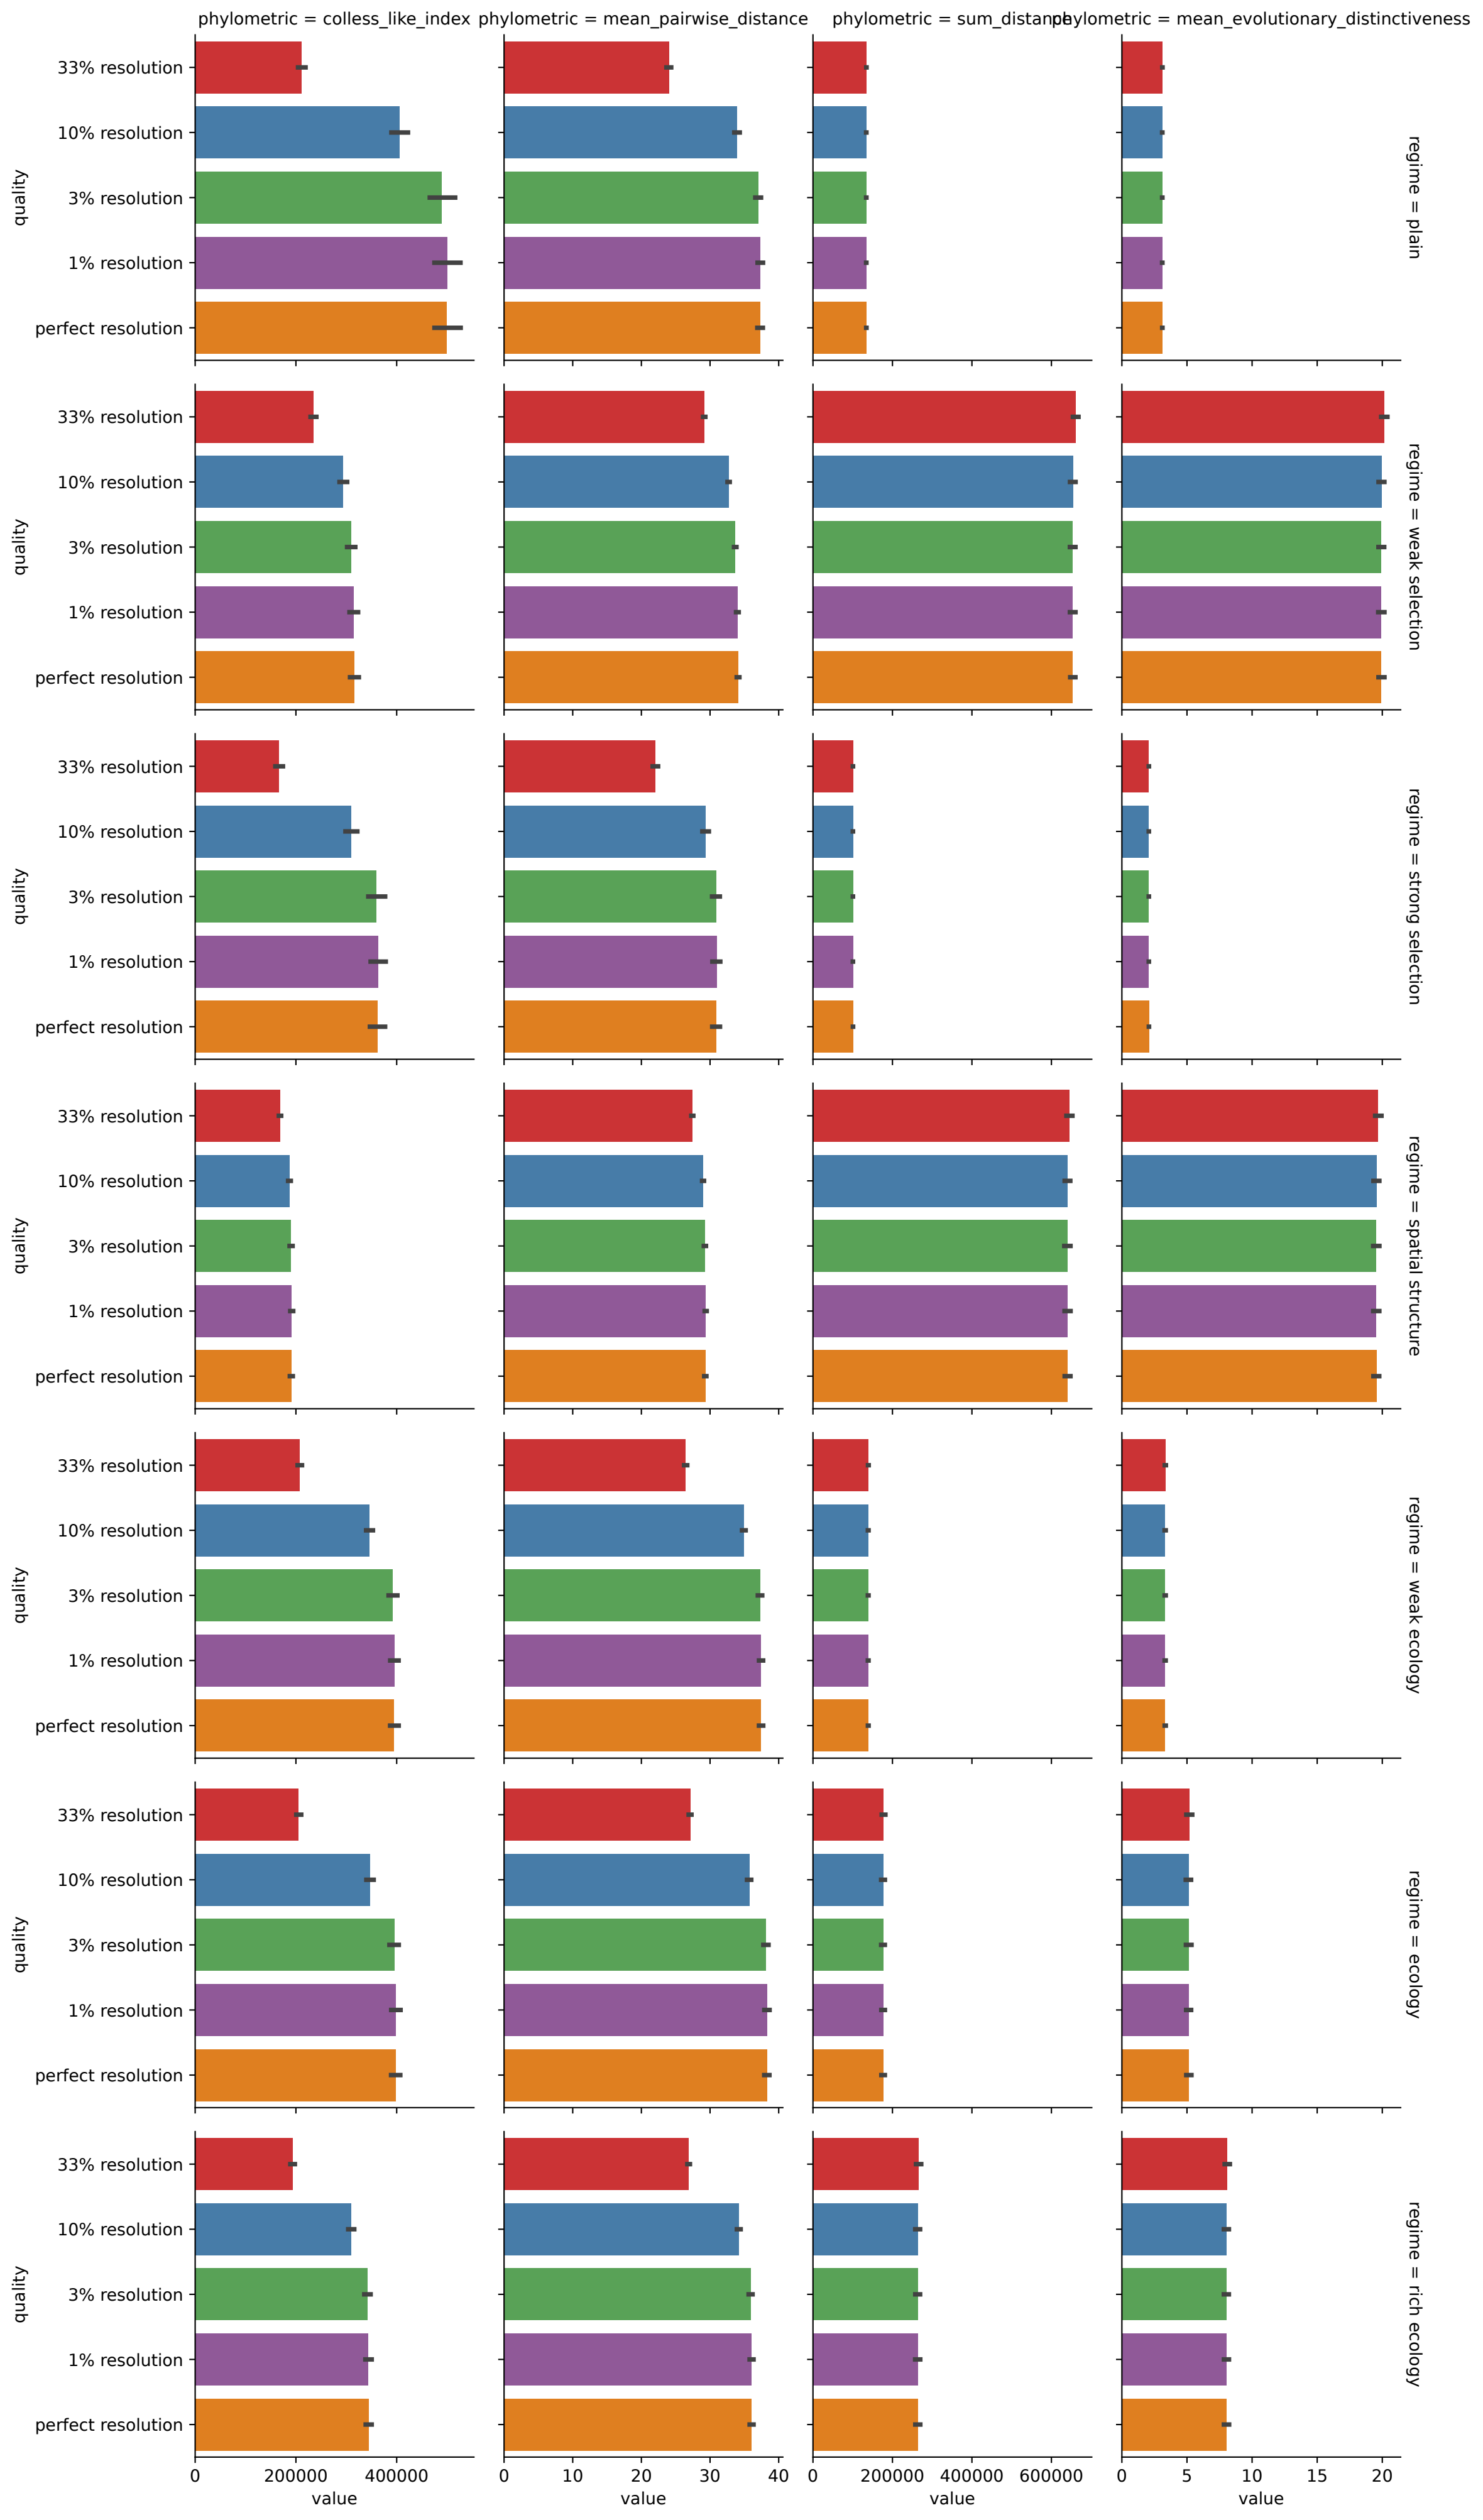 phylometric = colless_like_index
phylometric = mean_pairwise_distance
phylometric = sum_distance
phylometric = mean_evolutionary_distinctiveness
quality
33% resolution
10% resolution
3% resolution
1% resolution
perfect resolution
regime = plain
quality
33% resolution
10% resolution
3% resolution
1% resolution
perfect resolution
regime = weak selection
quality
33% resolution
10% resolution
3% resolution
1% resolution
perfect resolution
regime = strong selection
quality
33% resolution
10% resolution
3% resolution
1% resolution
perfect resolution
regime = spatial structure
quality
33% resolution
10% resolution
3% resolution
1% resolution
perfect resolution
regime = weak ecology
quality
33% resolution
10% resolution
3% resolution
1% resolution
perfect resolution
regime = ecology
quality
33% resolution
10% resolution
3% resolution
1% resolution
perfect resolution
regime = rich ecology
0 200000 400000
value
0 10 20 30 40
value
0 200000 400000 600000
value
0 5 10 15 20
value